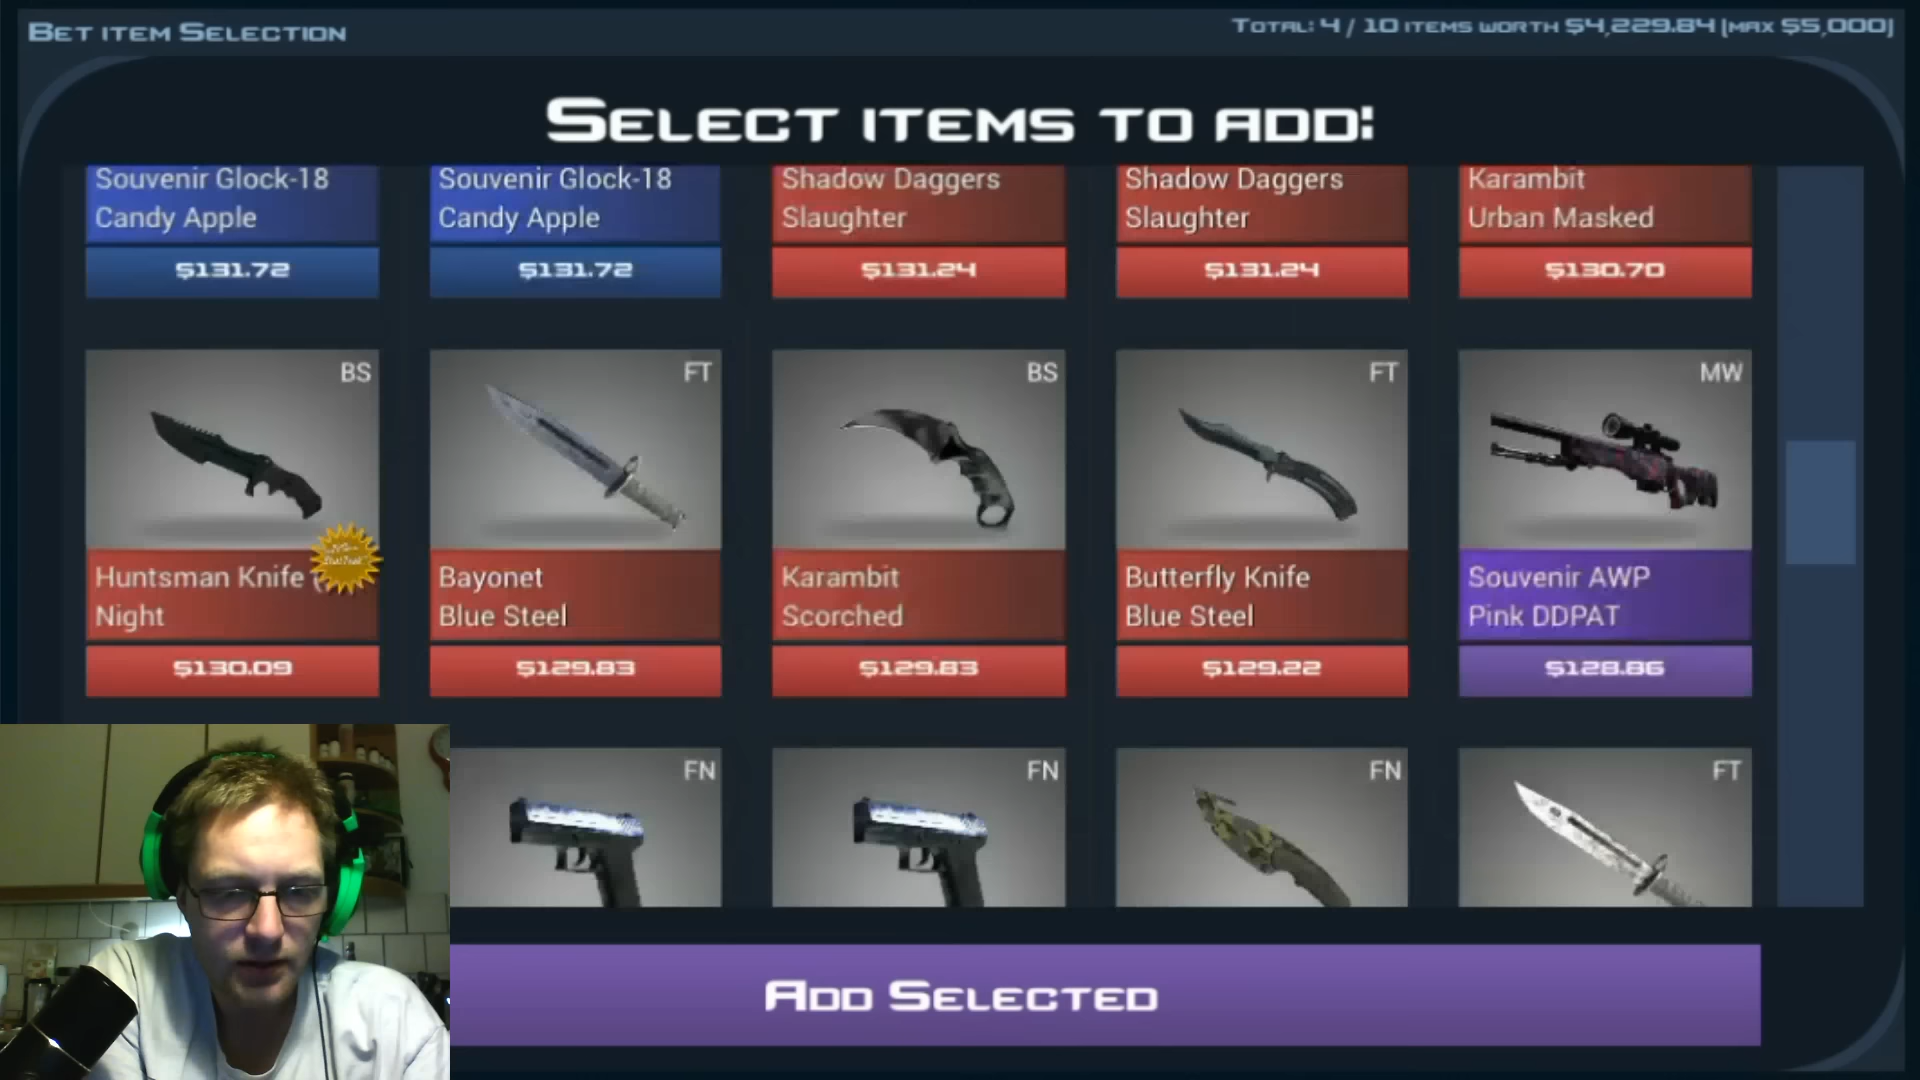 Bet item Selection
Total: 4 / 10 items worth $4,229.84 (max $5,000)
Select items to add:
Souvenir Glock-18
Candy Apple
$131.72
Souvenir Glock-18
Candy Apple
$131.72
Shadow Daggers
Slaughter
$131.24
Shadow Daggers
Slaughter
$131.24
Karambit
Urban Masked
$130.70
BS
Huntsman Knife (
Night
$130.09
FT
Bayonet
Blue Steel
$129.83
BS
Karambit
Scorched
$129.83
FT
Butterfly Knife
Blue Steel
$129.22
MW
Souvenir AWP
Pink DDPAT
$128.86
FN
FN
FN
FT
Add Selected